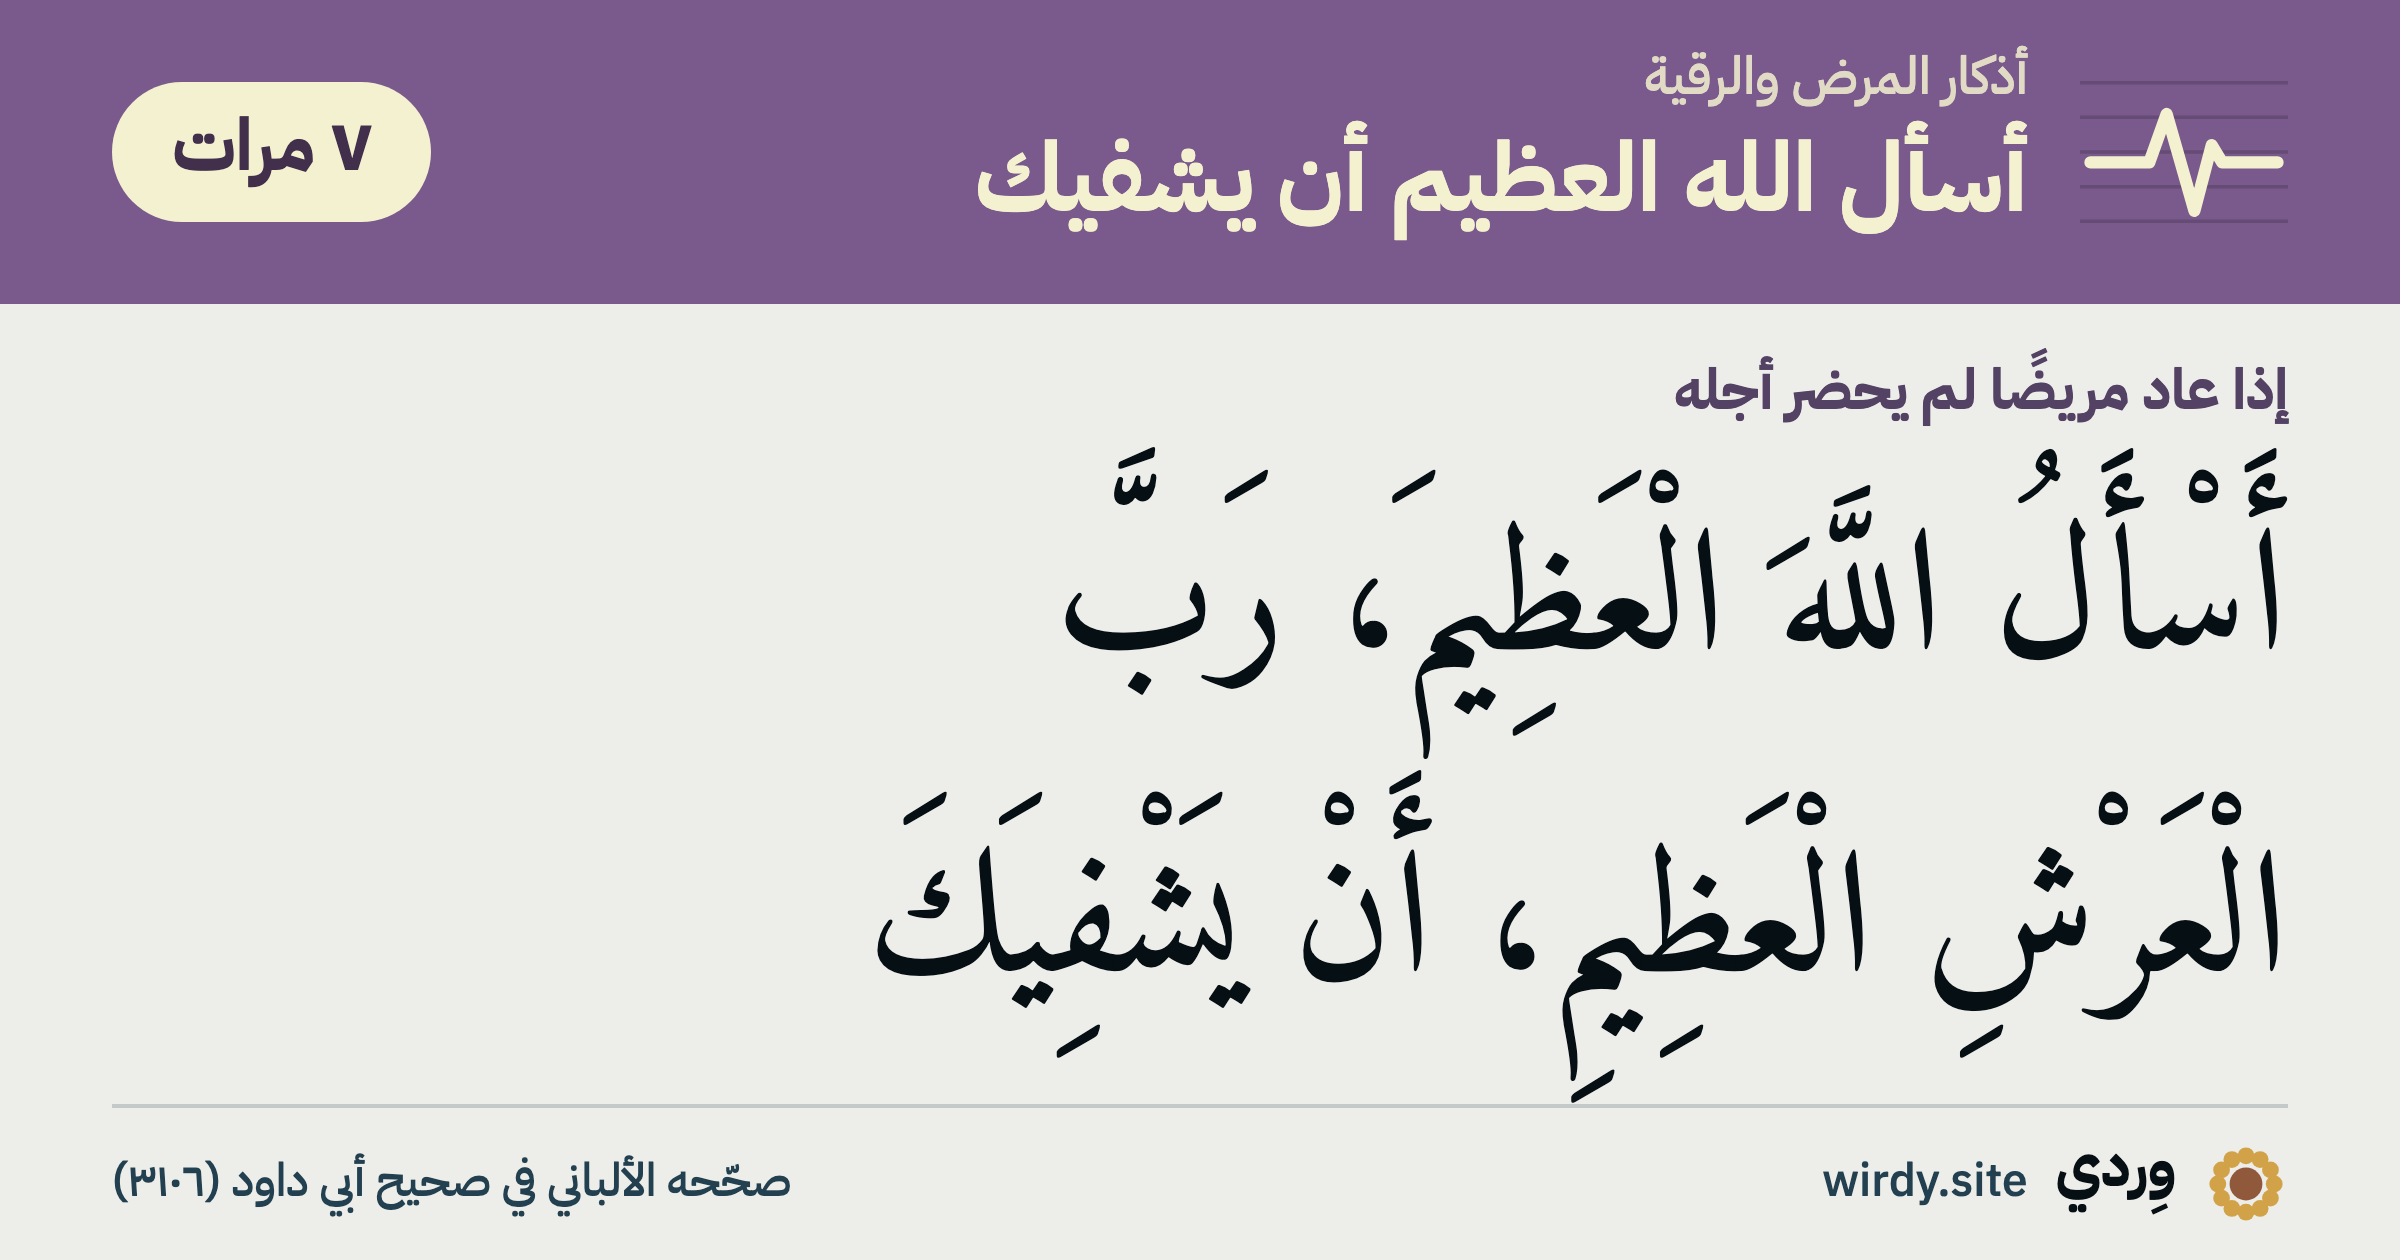 أذكار المرض والرقية
أسأل الله العظيم أن يشفيك
٧ مرات
إذا عاد مريضًا لم يحضر أجله
أَسْأَلُ اللَّهَ الْعَظِيمَ، رَبَّ
الْعَرْشِ الْعَظِيمِ، أَنْ يَشْفِيكَ
وِردي wirdy.site
صحّحه الألباني في صحيح أبي داود (٣١٠٦)